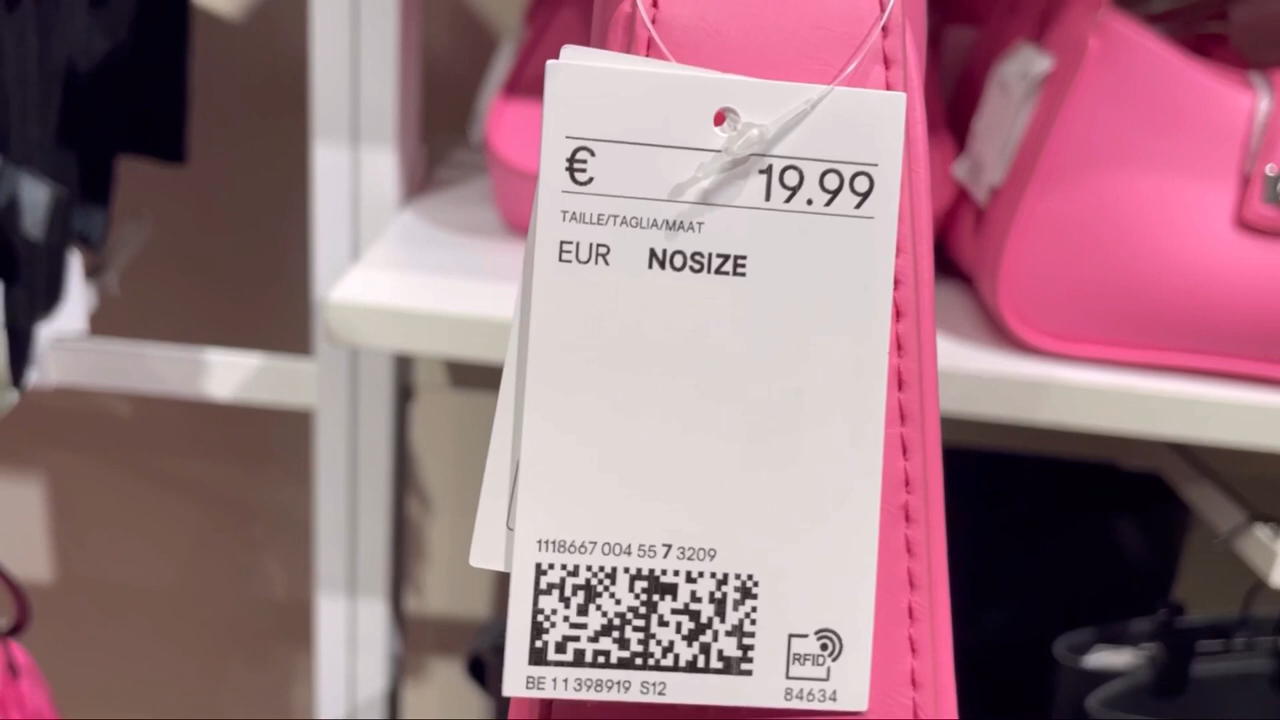 € 19.99
TAILLE/TAGLIA/MAAT
EUR NOSIZE
1118667 004 55 7 3209
RFID
BE 11 398919 S12
84634